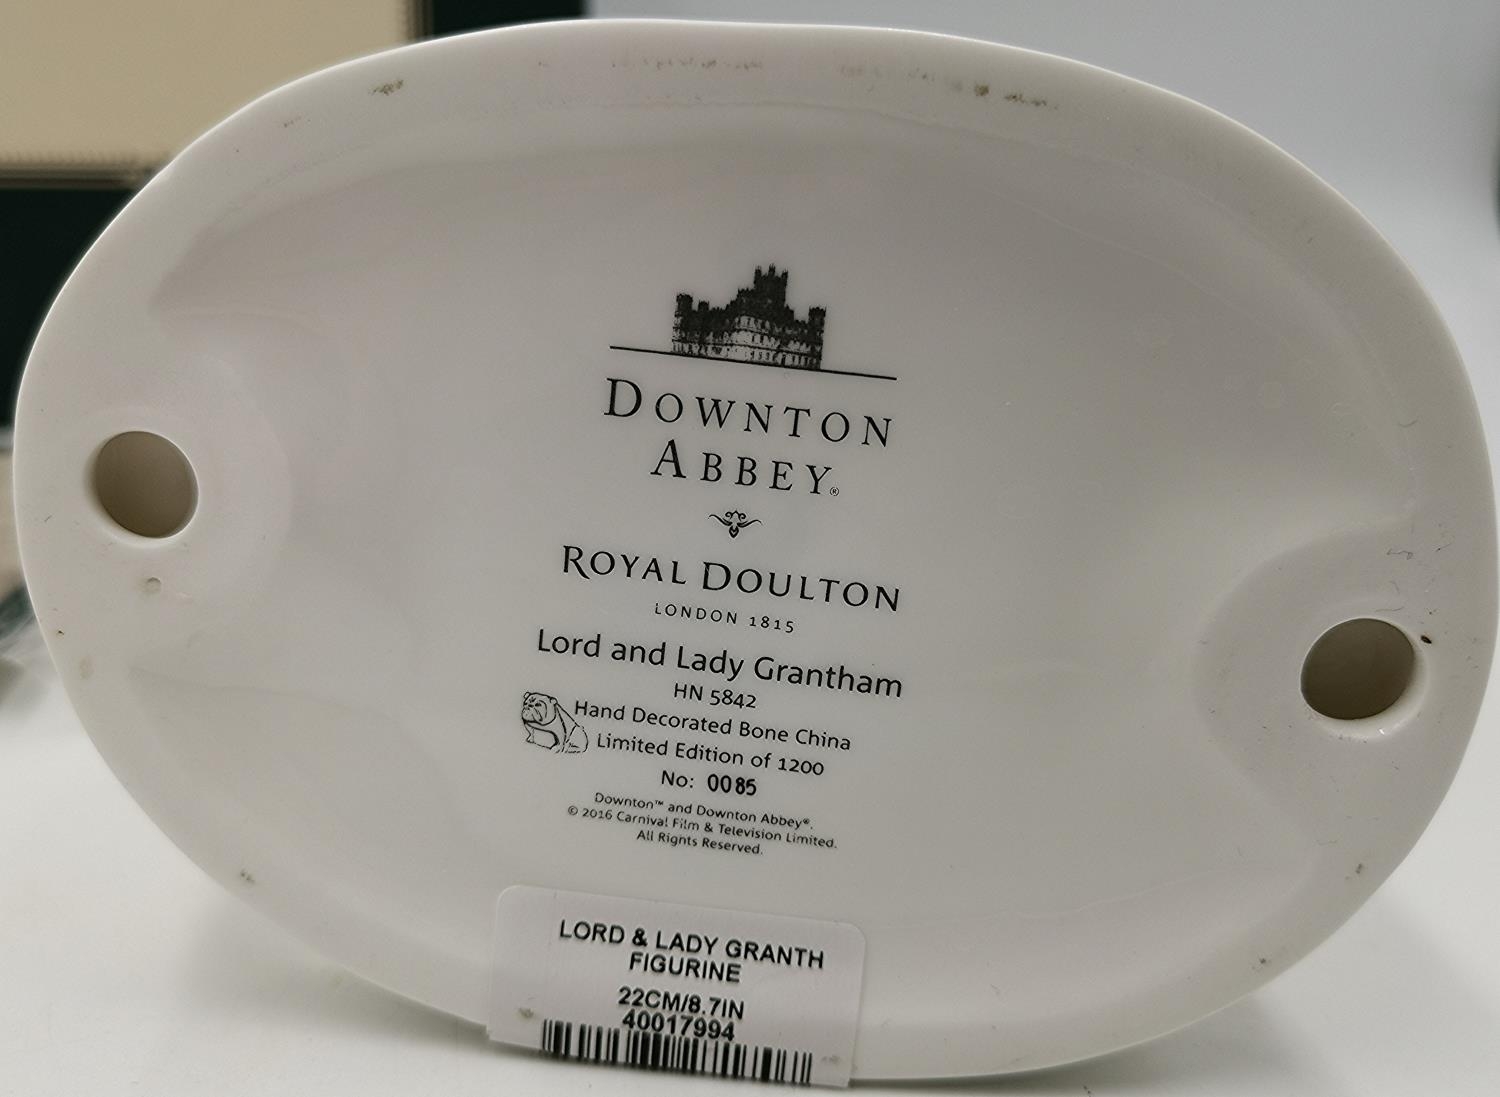 DOWNTON
ABBEY®
ROYAL DOULTON
LONDON 1815
Lord and Lady Grantham
HN 5842
Hand Decorated Bone China
Limited Edition of 1200
No: 0085
Downton™ and Downton Abbey®.
© 2016 Carnival Film & Television Limited.
All Rights Reserved.
LORD & LADY GRANTH
FIGURINE
22CM/8.7IN
40017994